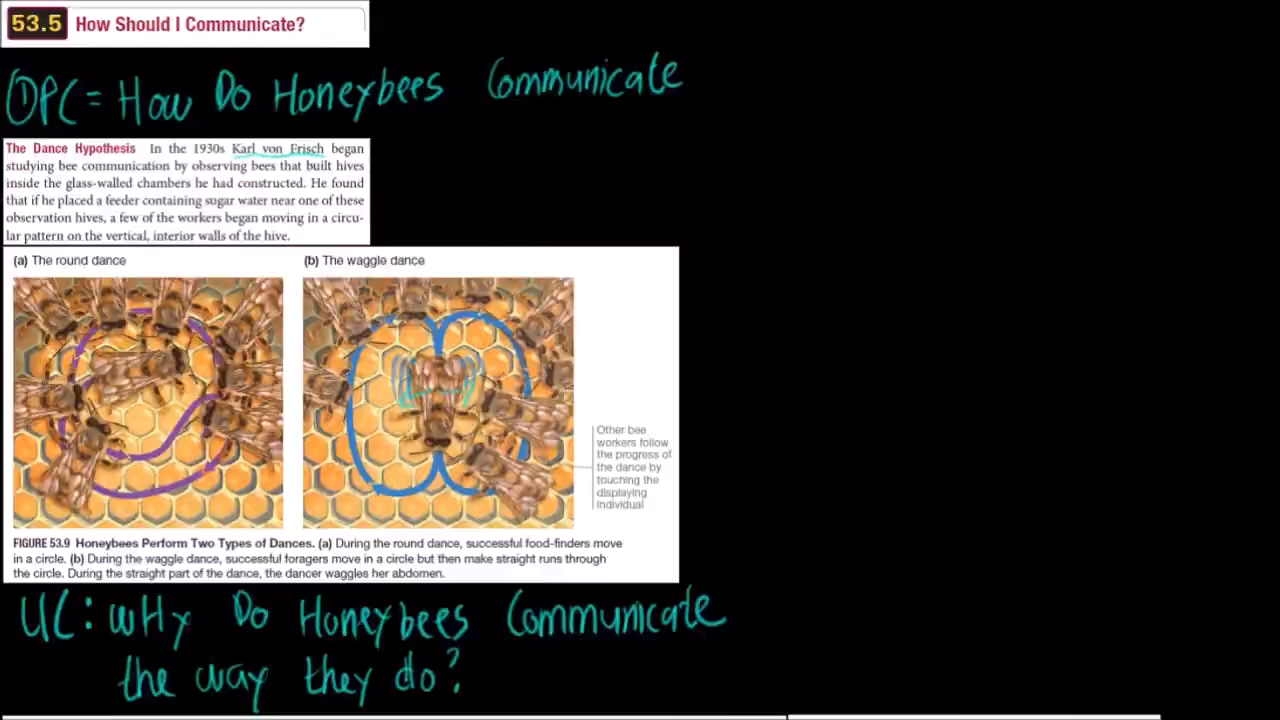 53.5 How Should I Communicate?
①PC = How Do Honeybees Communicate
The Dance Hypothesis In the 1930s Karl von Frisch began
studying bee communication by observing bees that built hives
inside the glass-walled chambers he had constructed. He found
that if he placed a feeder containing sugar water near one of these
observation hives, a few of the workers began moving in a circu-
lar pattern on the vertical, interior walls of the hive.
(a) The round dance
(b) The waggle dance
Other bee
workers follow
the progress of
the dance by
touching the
displaying
individual
FIGURE 53.9 Honeybees Perform Two Types of Dances. (a) During the round dance, successful food-finders move
in a circle. (b) During the waggle dance, successful foragers move in a circle but then make straight runs through
the circle. During the straight part of the dance, the dancer waggles her abdomen.
UC: WHY Do Honeybees Communicate
the way they do?